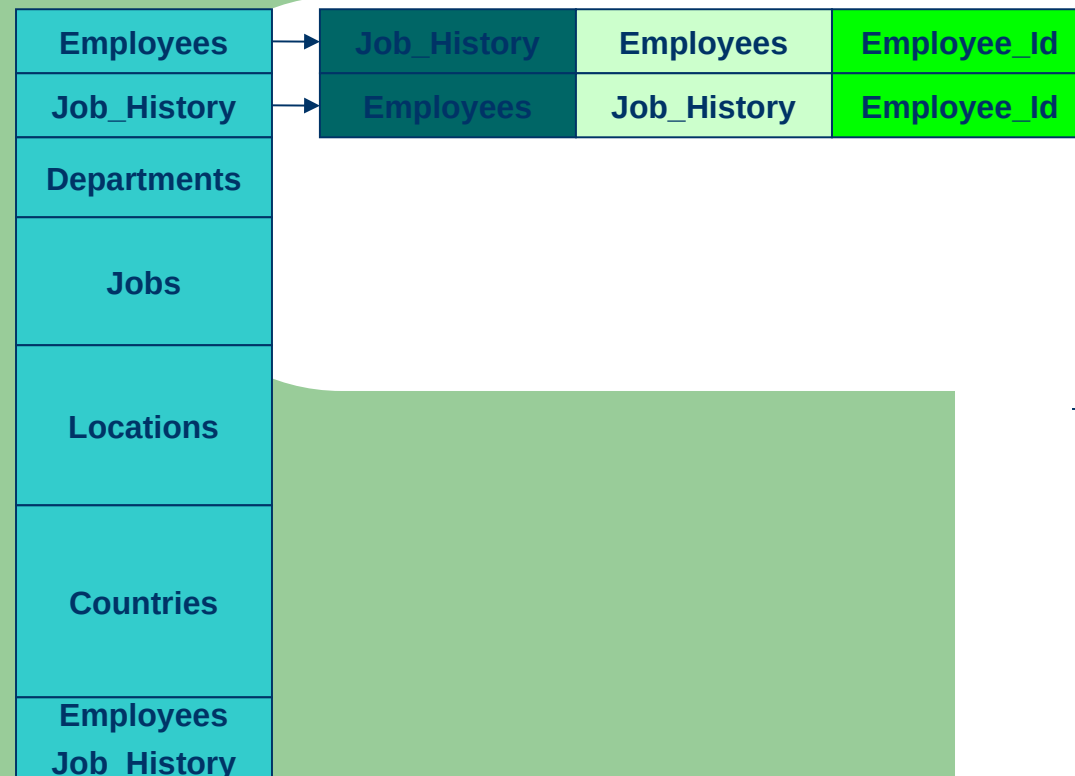 Employees Job_History Employees Employee_Id
Job_History Employees Job_History Employee_Id
Departments
Jobs
Locations
Countries
Employees
Job_History